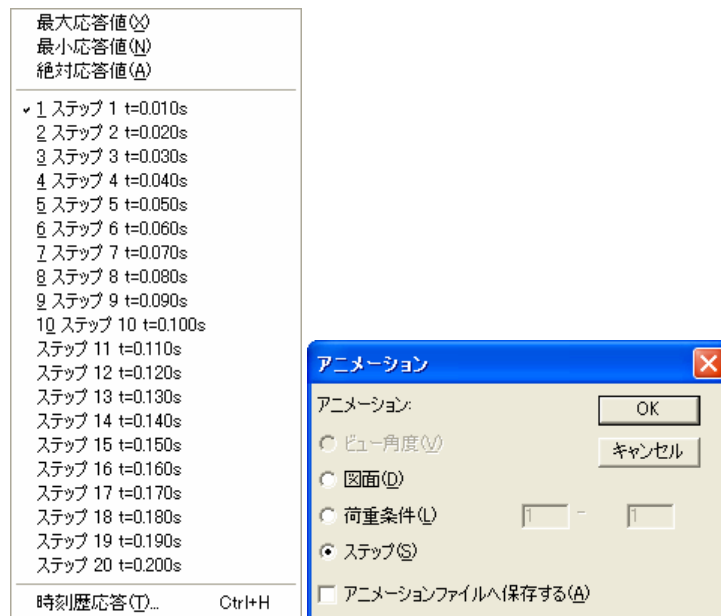 最大応答値(X)
最小応答値(N)
絶対応答値(A)
1 ステップ 1 t=0.010s
2 ステップ 2 t=0.020s
3 ステップ 3 t=0.030s
4 ステップ 4 t=0.040s
5 ステップ 5 t=0.050s
6 ステップ 6 t=0.060s
7 ステップ 7 t=0.070s
8 ステップ 8 t=0.080s
9 ステップ 9 t=0.090s
10 ステップ 10 t=0.100s
ステップ 11 t=0.110s
ステップ 12 t=0.120s
ステップ 13 t=0.130s
ステップ 14 t=0.140s
ステップ 15 t=0.150s
ステップ 16 t=0.160s
ステップ 17 t=0.170s
ステップ 18 t=0.180s
ステップ 19 t=0.190s
ステップ 20 t=0.200s
時刻歴応答(T)... Ctrl+H
アニメーション
アニメーション:
OK
ビュー角度(V)
キャンセル
図面(D)
荷重条件(L) 1 - 1
ステップ(S)
アニメーションファイルへ保存する(A)